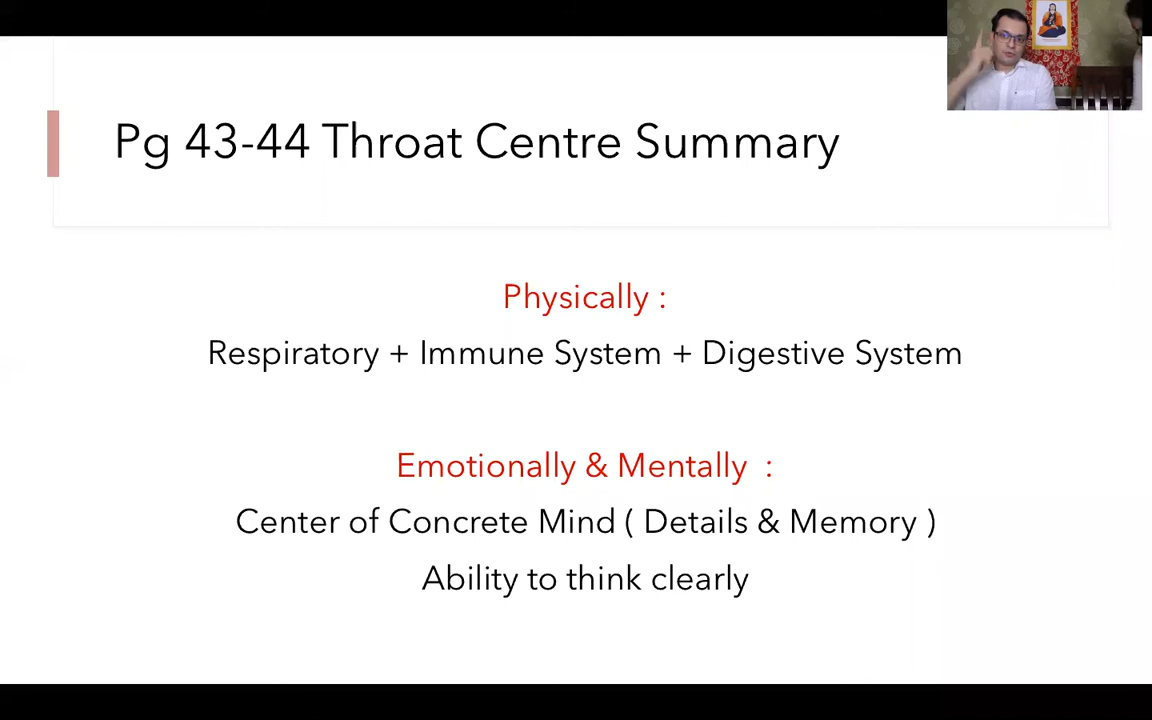 Pg 43-44 Throat Centre Summary
Physically :
Respiratory + Immune System + Digestive System
Emotionally & Mentally  :
Center of Concrete Mind ( Details & Memory )
Ability to think clearly